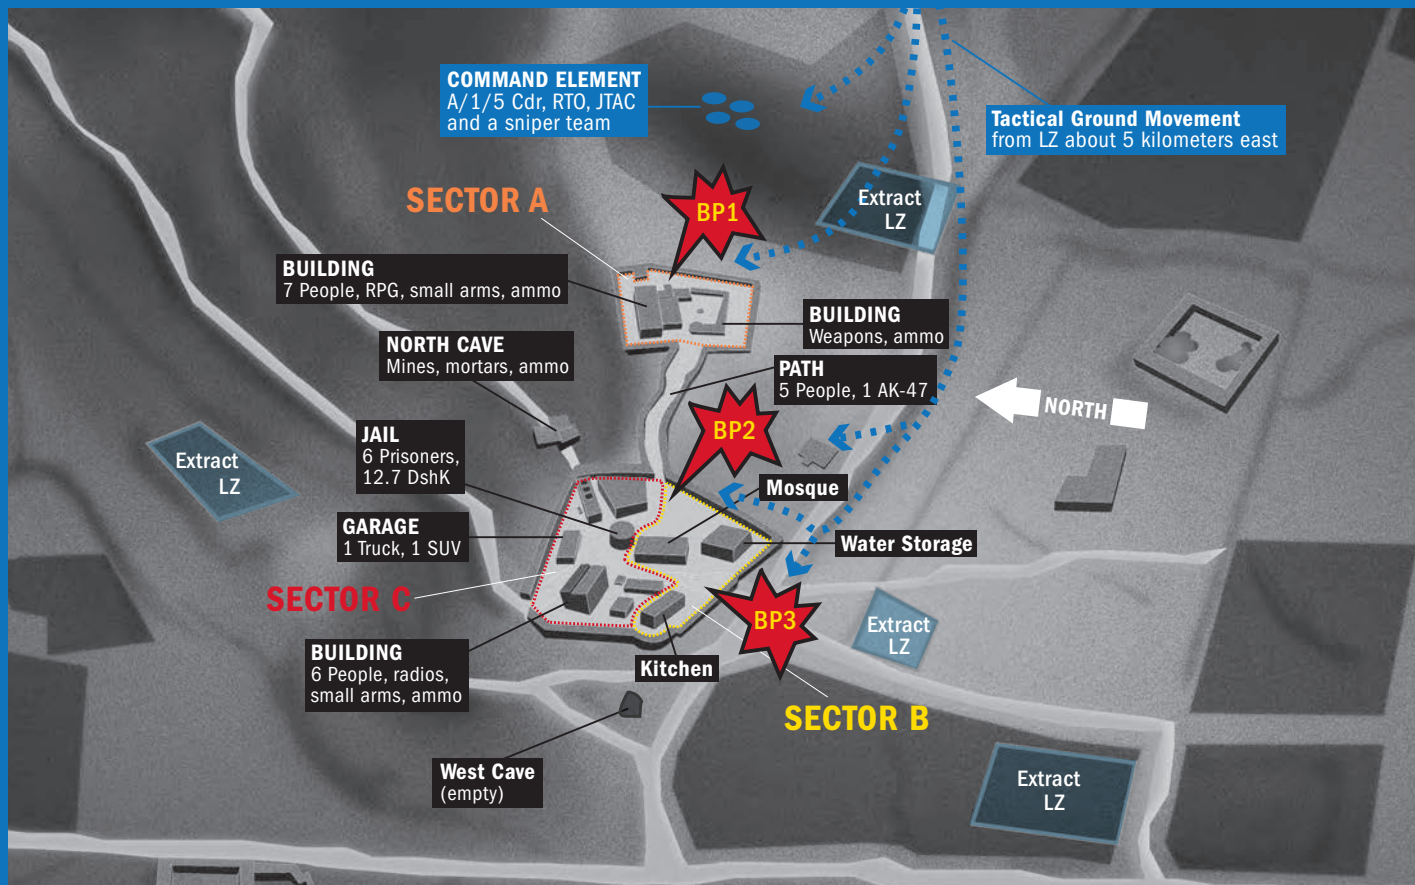 COMMAND ELEMENT
A/1/5 Cdr, RTO, JTAC
and a sniper team
Tactical Ground Movement
from LZ about 5 kilometers east
SECTOR A
BP1
Extract
LZ
BUILDING
7 People, RPG, small arms, ammo
BUILDING
Weapons, ammo
NORTH CAVE
Mines, mortars, ammo
PATH
5 People, 1 AK-47
NORTH
BP2
JAIL
6 Prisoners,
12.7 DshK
Extract
LZ
Mosque
GARAGE
1 Truck, 1 SUV
Water Storage
SECTOR C
BP3
Extract
LZ
BUILDING
6 People, radios,
small arms, ammo
Kitchen
SECTOR B
West Cave
(empty)
Extract
LZ